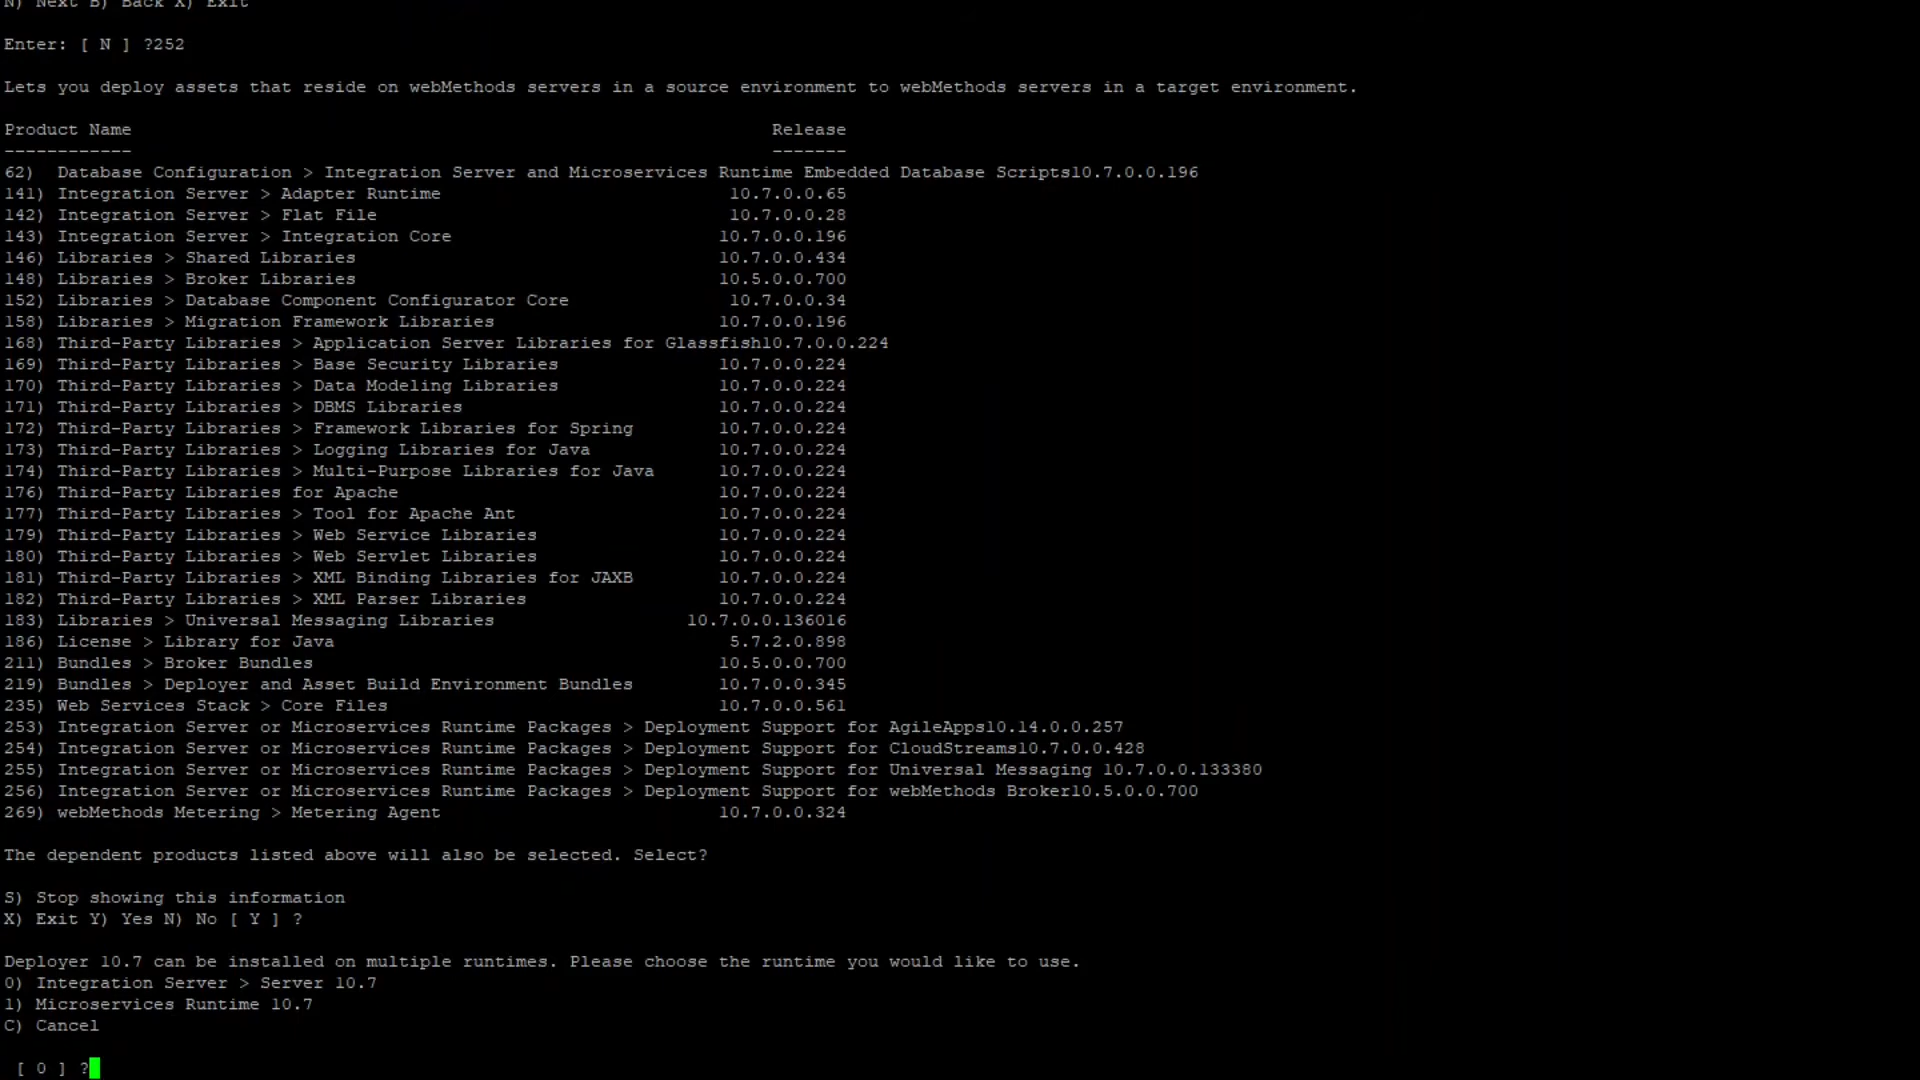 N) Next B) Back X) Exit
Enter: [ N ] ?252
Lets you deploy assets that reside on webMethods servers in a source environment to webMethods servers in a target environment.
Product Name                                                            Release
------------                                                            -------
62)  Database Configuration > Integration Server and Microservices Runtime Embedded Database Scripts10.7.0.0.196
141) Integration Server > Adapter Runtime                           10.7.0.0.65
142) Integration Server > Flat File                                 10.7.0.0.28
143) Integration Server > Integration Core                         10.7.0.0.196
146) Libraries > Shared Libraries                                  10.7.0.0.434
148) Libraries > Broker Libraries                                  10.5.0.0.700
152) Libraries > Database Component Configurator Core               10.7.0.0.34
158) Libraries > Migration Framework Libraries                     10.7.0.0.196
168) Third-Party Libraries > Application Server Libraries for Glassfish10.7.0.0.224
169) Third-Party Libraries > Base Security Libraries               10.7.0.0.224
170) Third-Party Libraries > Data Modeling Libraries               10.7.0.0.224
171) Third-Party Libraries > DBMS Libraries                        10.7.0.0.224
172) Third-Party Libraries > Framework Libraries for Spring        10.7.0.0.224
173) Third-Party Libraries > Logging Libraries for Java            10.7.0.0.224
174) Third-Party Libraries > Multi-Purpose Libraries for Java      10.7.0.0.224
176) Third-Party Libraries for Apache                              10.7.0.0.224
177) Third-Party Libraries > Tool for Apache Ant                   10.7.0.0.224
179) Third-Party Libraries > Web Service Libraries                 10.7.0.0.224
180) Third-Party Libraries > Web Servlet Libraries                 10.7.0.0.224
181) Third-Party Libraries > XML Binding Libraries for JAXB        10.7.0.0.224
182) Third-Party Libraries > XML Parser Libraries                  10.7.0.0.224
183) Libraries > Universal Messaging Libraries                  10.7.0.0.136016
186) License > Library for Java                                     5.7.2.0.898
211) Bundles > Broker Bundles                                      10.5.0.0.700
219) Bundles > Deployer and Asset Build Environment Bundles        10.7.0.0.345
235) Web Services Stack > Core Files                               10.7.0.0.561
253) Integration Server or Microservices Runtime Packages > Deployment Support for AgileApps10.14.0.0.257
254) Integration Server or Microservices Runtime Packages > Deployment Support for CloudStreams10.7.0.0.428
255) Integration Server or Microservices Runtime Packages > Deployment Support for Universal Messaging 10.7.0.0.133380
256) Integration Server or Microservices Runtime Packages > Deployment Support for webMethods Broker10.5.0.0.700
269) webMethods Metering > Metering Agent                          10.7.0.0.324
The dependent products listed above will also be selected. Select?
S) Stop showing this information
X) Exit Y) Yes N) No [ Y ] ?
Deployer 10.7 can be installed on multiple runtimes. Please choose the runtime you would like to use.
0) Integration Server > Server 10.7
1) Microservices Runtime 10.7
C) Cancel
[ 0 ] ?